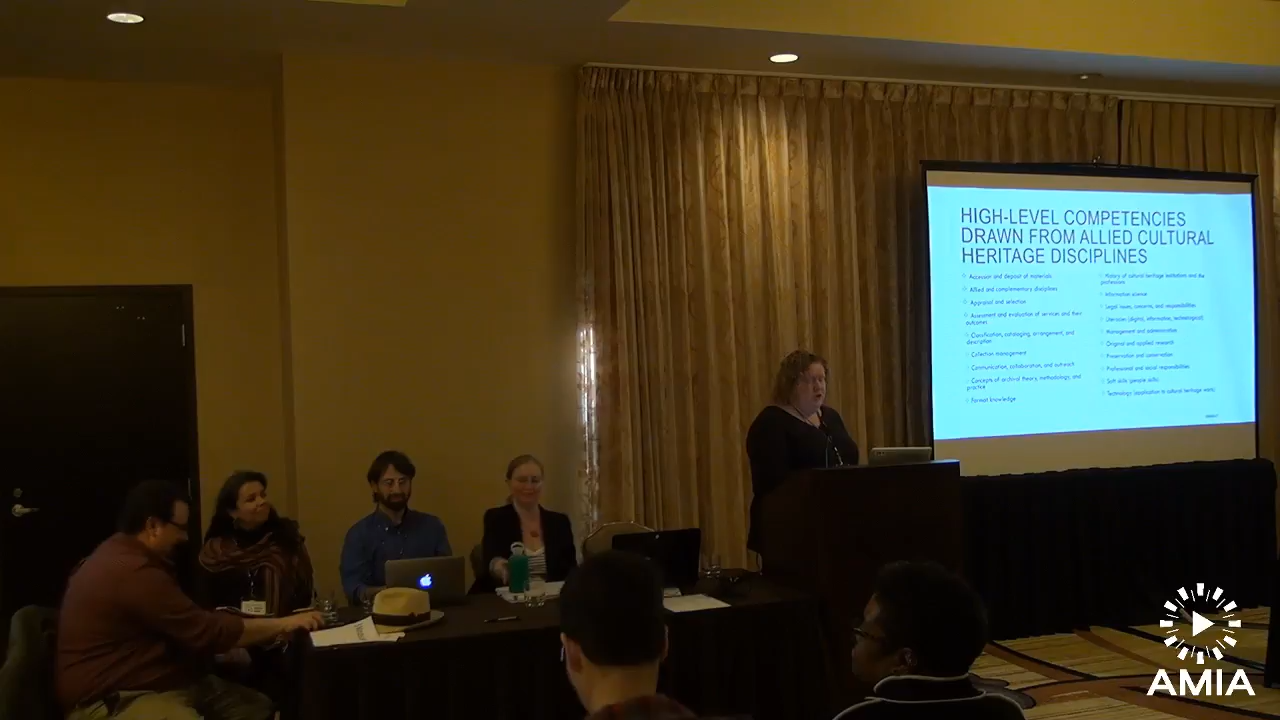 HIGH-LEVEL COMPETENCIES
DRAWN FROM ALLIED CULTURAL
HERITAGE DISCIPLINES
Accession and deposit of materials
Allied and complementary disciplines
Appraisal and selection
Assessment and evaluation of services and their
outcomes
Classification, cataloging, arrangement, and
description
Collection management
Communication, collaboration, and outreach
Concepts of archival theory, methodology, and
practice
Format knowledge
History of cultural heritage institutions and the
professions
Information science
Legal issues, concerns, and responsibilities
Literacies (digital, informative, technological)
Management and administration
Original and applied research
Preservation and conservation
Professional and social responsibilities
Soft skills (people skills)
Technology (application to cultural heritage work)
AMIA